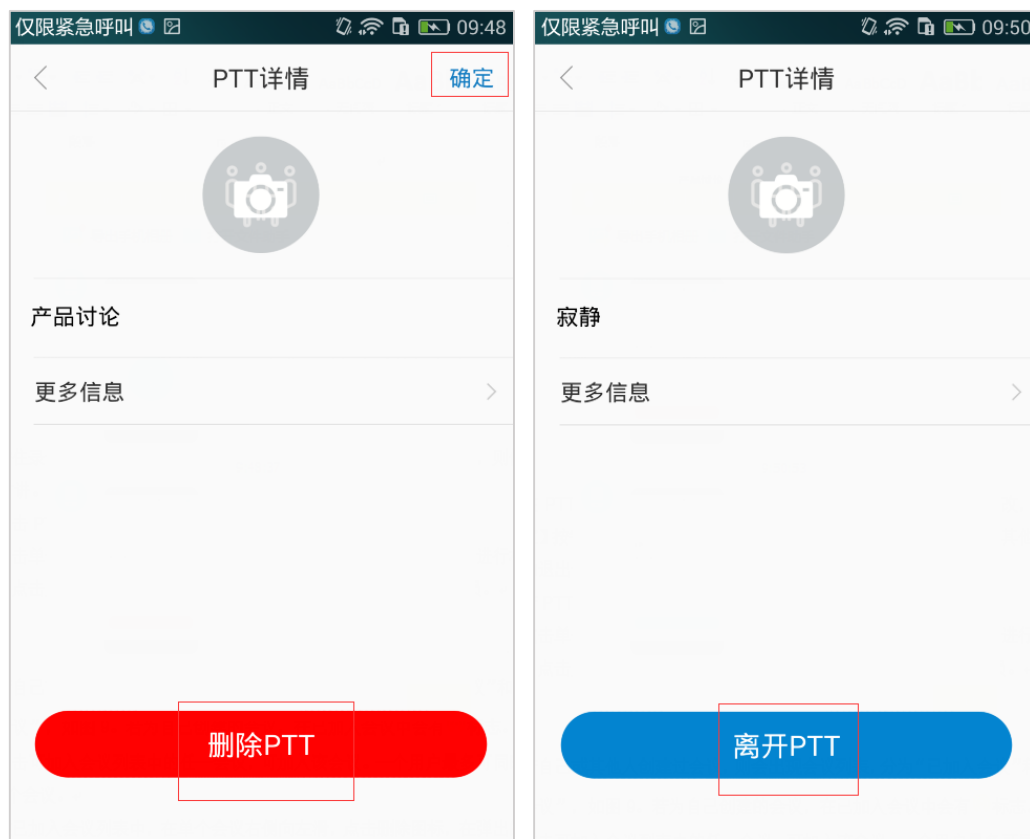 仅限紧急呼叫 09:48
PTT详情 确定
产品讨论
更多信息
删除PTT
仅限紧急呼叫 09:50
PTT详情
寂静
更多信息
离开PTT